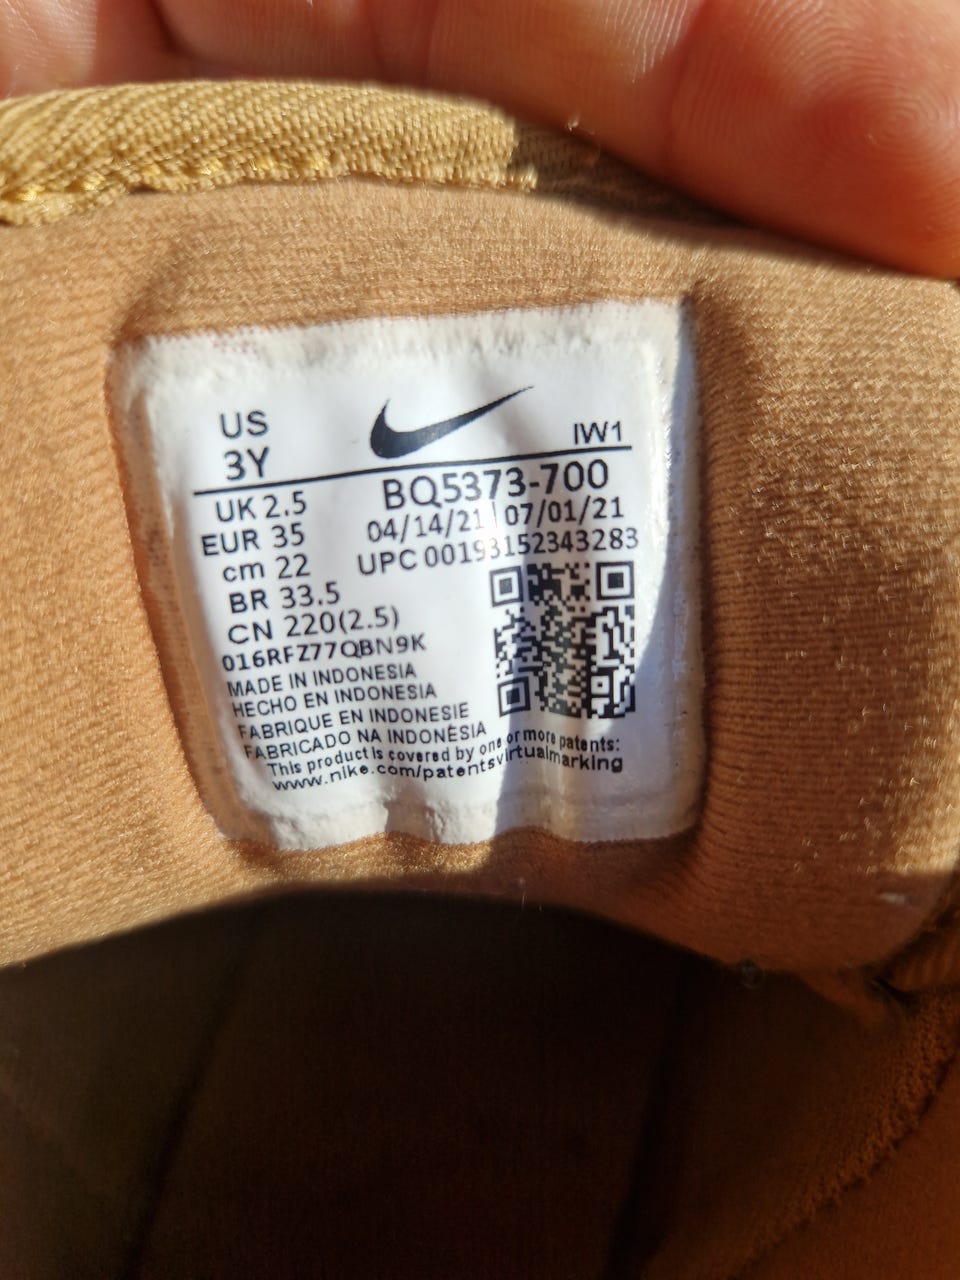 US
3Y
IW1
UK 2.5
EUR 35
cm 22
BR 33.5
CN 220(2.5)
BQ5373-700
04/14/21 07/01/21
UPC 00193152343283
016RFZ77QBN9K
MADE IN INDONESIA
HECHO EN INDONESIA
FABRIQUE EN INDONESIE
FABRICADO NA INDONÉSIA
This product is covered by one or more patents:
www.nike.com/patentsvirtualmarking